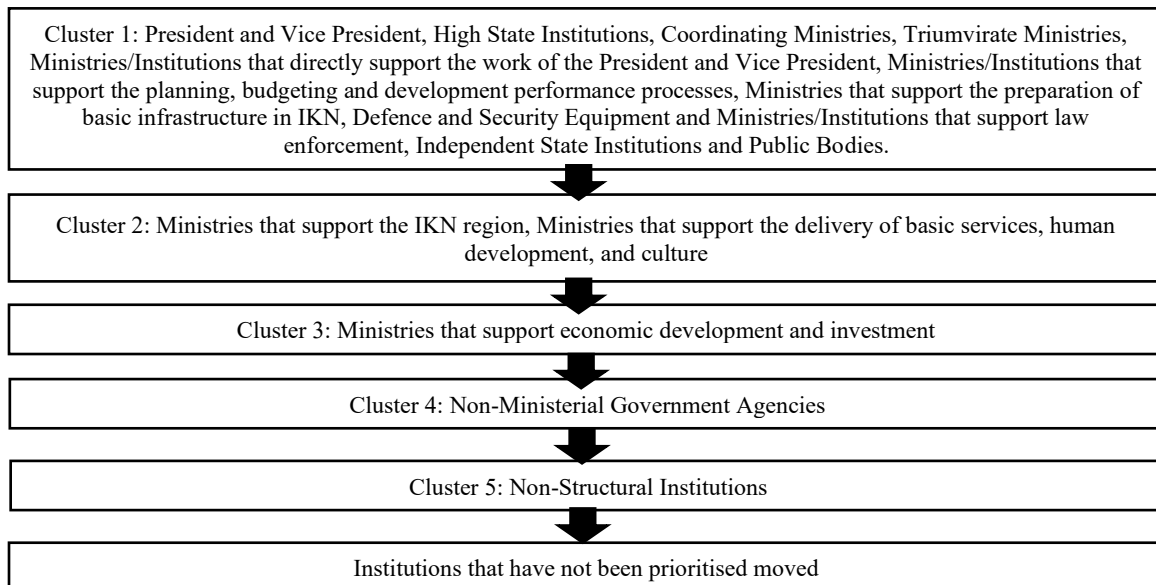 Cluster 1: President and Vice President, High State Institutions, Coordinating Ministries, Triumvirate Ministries,
Ministries/Institutions that directly support the work of the President and Vice President, Ministries/Institutions that
support the planning, budgeting and development performance processes, Ministries that support the preparation of
basic infrastructure in IKN, Defence and Security Equipment and Ministries/Institutions that support law
enforcement, Independent State Institutions and Public Bodies.
Cluster 2: Ministries that support the IKN region, Ministries that support the delivery of basic services, human
development, and culture
Cluster 3: Ministries that support economic development and investment
Cluster 4: Non-Ministerial Government Agencies
Cluster 5: Non-Structural Institutions
Institutions that have not been prioritised moved